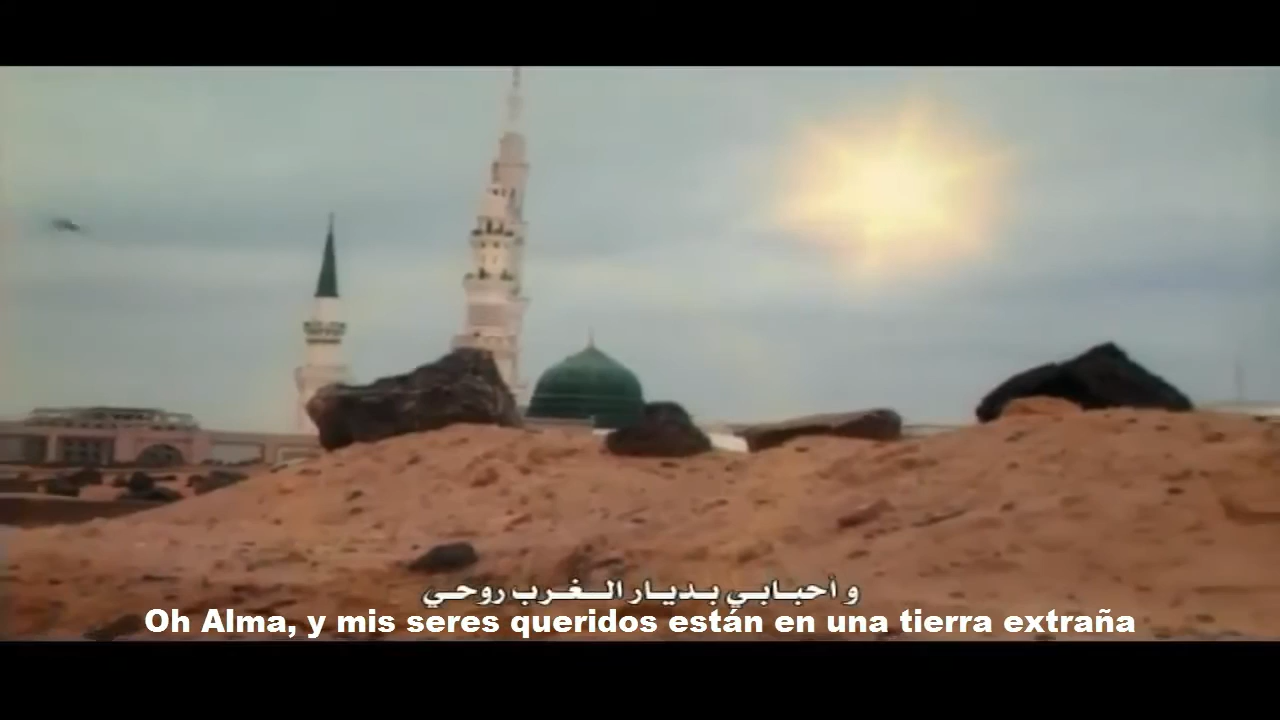 و أحبابي بديار الغرب روحي
Oh Alma, y mis seres queridos están en una tierra extraña